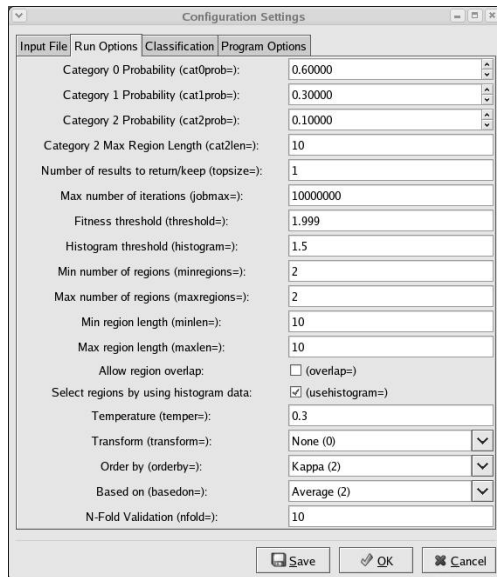 Configuration Settings
Input File Run Options Classification Program Options
Category 0 Probability (cat0prob=): 0.60000
Category 1 Probability (cat1prob=): 0.30000
Category 2 Probability (cat2prob=): 0.10000
Category 2 Max Region Length (cat2len=): 10
Number of results to return/keep (topsize=): 1
Max number of iterations (jobmax=): 10000000
Fitness threshold (threshold=): 1.999
Histogram threshold (histogram=): 1.5
Min number of regions (minregions=): 2
Max number of regions (maxregions=): 2
Min region length (minlen=): 10
Max region length (maxlen=): 10
Allow region overlap: (overlap=)
Select regions by using histogram data: (usehistogram=)
Temperature (temper=): 0.3
Transform (transform=): None (0)
Order by (orderby=): Kappa (2)
Based on (basedon=): Average (2)
N-Fold Validation (nfold=): 10
Save OK Cancel